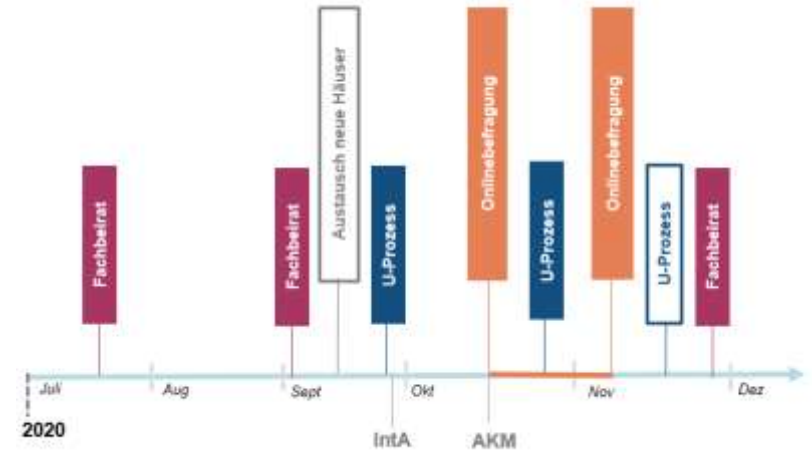 Fachbeirat
Fachbeirat
Austausch neue Häuser
U-Prozess
Onlinebefragung
U-Prozess
Onlinebefragung
U-Prozess
Fachbeirat
Juli
Aug
Sept
Okt
Nov
Dez
2020
IntA
AKM